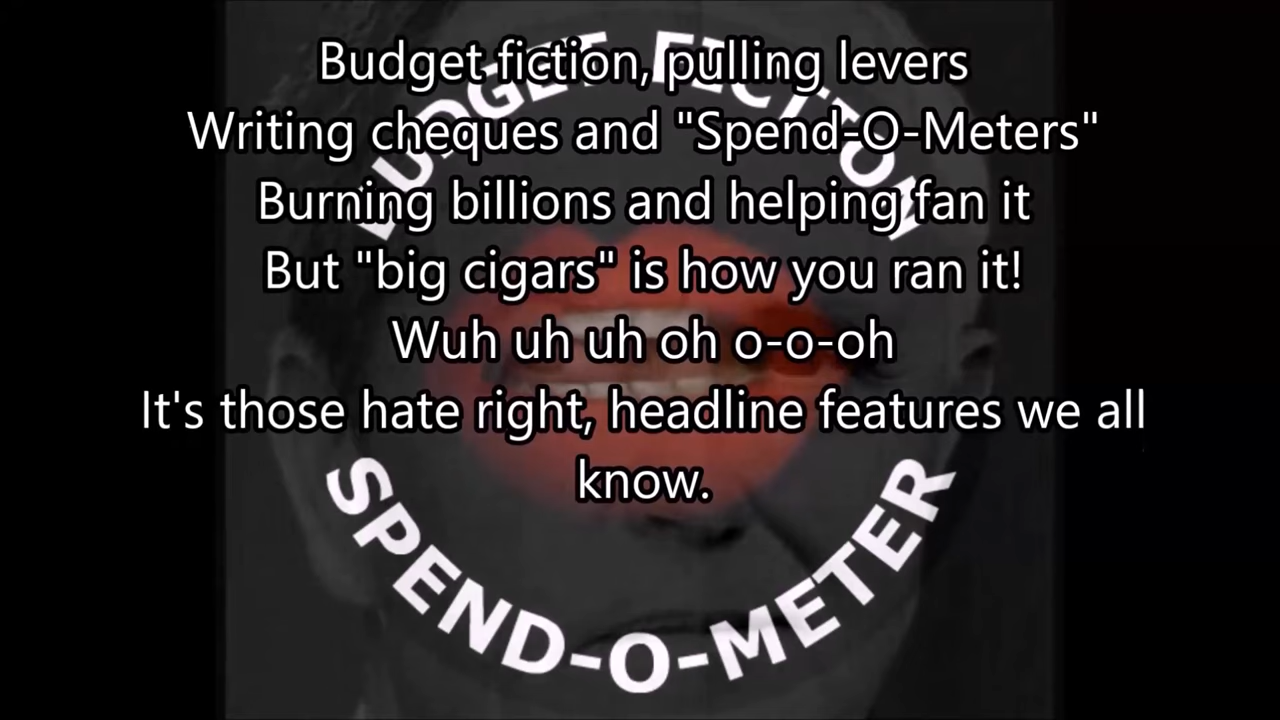 Budget fiction, pulling levers
Writing cheques and "Spend-O-Meters"
Burning billions and helping fan it
But "big cigars" is how you ran it!
Wuh uh uh oh o-o-oh
It's those hate right, headline features we all
know.
BUDGET FICTION
SPEND-O-METER